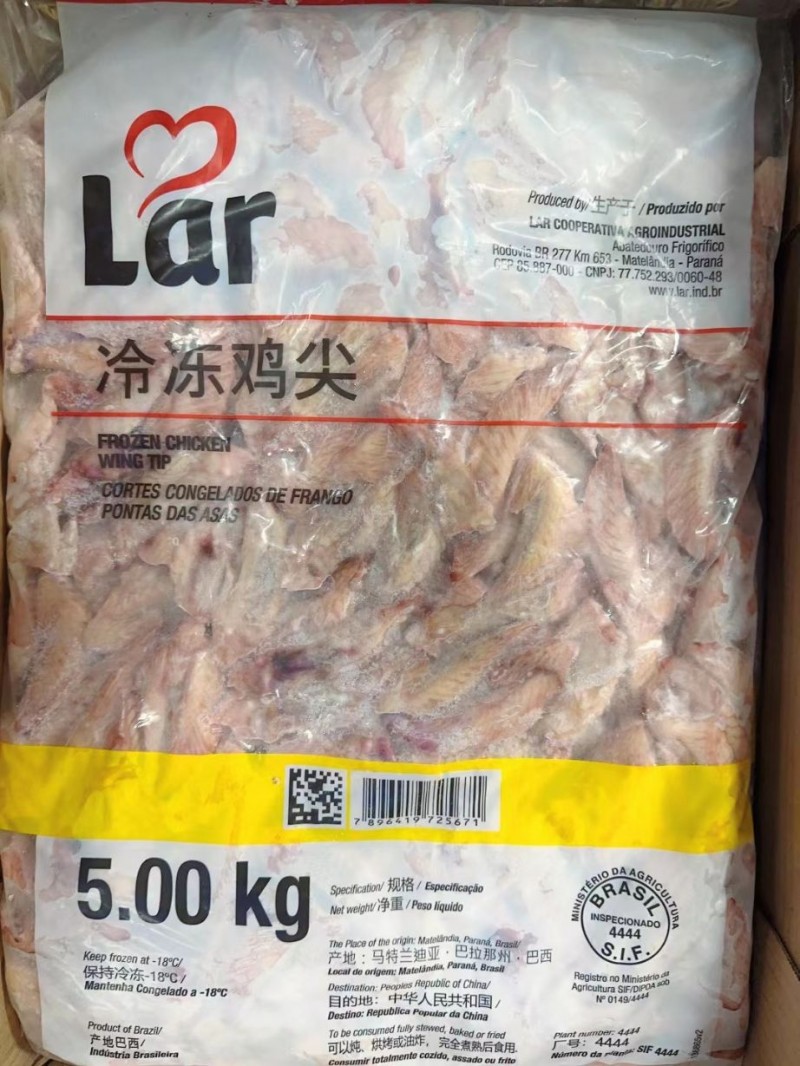 Lar
Produced by/生产于/Produzido por
LAR COOPERATIVA AGROINDUSTRIAL
Abatedouro Frigorífico
Rodovia BR 277 Km 653 - Matelândia - Paraná
CEP 85.887-000 - CNPJ: 77.752.293/0060-48
www.lar.ind.br
冷冻鸡尖
FROZEN CHICKEN
WING TIP
CORTES CONGELADOS DE FRANGO
PONTAS DAS ASAS
7 896419 725671
5.00 kg
Specification/ 规格 / Especificação
Net weight/ 净重 / Peso líquido
Keep frozen at -18°C/
保持冷冻-18°C/
Mantenha Congelado a -18°C
Product of Brazil/
产地巴西/
Indústria Brasileira
The Place of the origin: Matelândia, Paraná, Brasil/
产地：马特兰迪亚·巴拉那州·巴西
Local de origem: Matelândia, Paraná, Brasil
Destination: Peoples Republic of China/
目的地：中华人民共和国/
Destino: Republica Popular da China
To be consumed fully stewed, baked or fried
可以炖、烘烤或油炸，完全煮熟后食用.
Consumir totalmente cozido, assado ou frito
MINISTÉRIO DA AGRICULTURA
BRASIL
INSPECIONADO
4444
S.I.F.
Registro no Ministério da
Agricultura SIF/DIPOA sob
Nº 0149/4444
Plant number: 4444
厂号：4444
Número da planta: SIF 4444